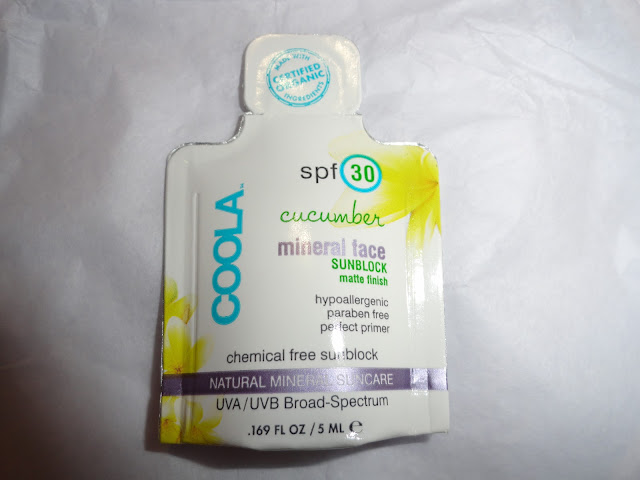 MADE WITH
CERTIFIED
ORGANIC
INGREDIENTS
spf 30
cucumber
mineral face
SUNBLOCK
matte finish
hypoallergenic
paraben free
perfect primer
COOLA™
chemical free sunblock
NATURAL MINERAL SUNCARE
UVA/UVB Broad-Spectrum
.169 FL OZ / 5 ML ℮